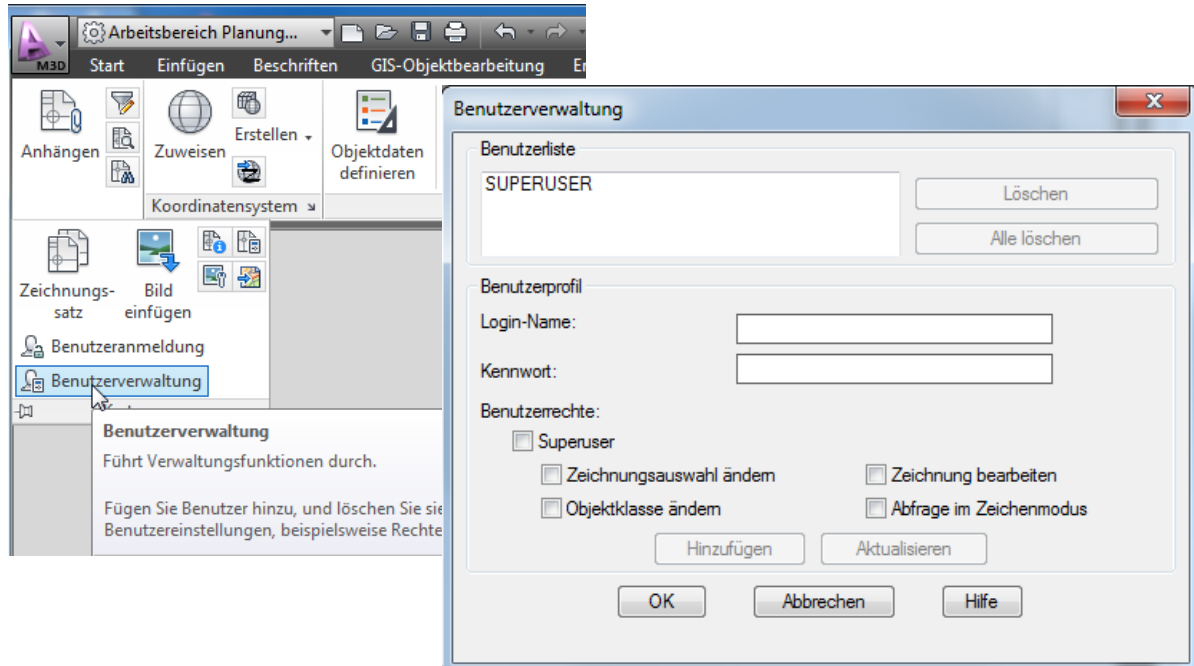 Arbeitsbereich Planung...
M3D
Start Einfügen Beschriften GIS-Objektbearbeitung
Anhängen
Zuweisen
Erstellen
Objektdaten
definieren
Koordinatensystem
Zeichnungs-
satz
Bild
einfügen
Benutzeranmeldung
Benutzerverwaltung
Benutzerverwaltung
Führt Verwaltungsfunktionen durch.
Fügen Sie Benutzer hinzu, und löschen Sie sie
Benutzereinstellungen, beispielsweise Rechte
Benutzerverwaltung
Benutzerliste
SUPERUSER
Löschen
Alle löschen
Benutzerprofil
Login-Name:
Kennwort:
Benutzerrechte:
Superuser
Zeichnungsauswahl ändern Zeichnung bearbeiten
Objektklasse ändern Abfrage im Zeichenmodus
Hinzufügen Aktualisieren
OK Abbrechen Hilfe